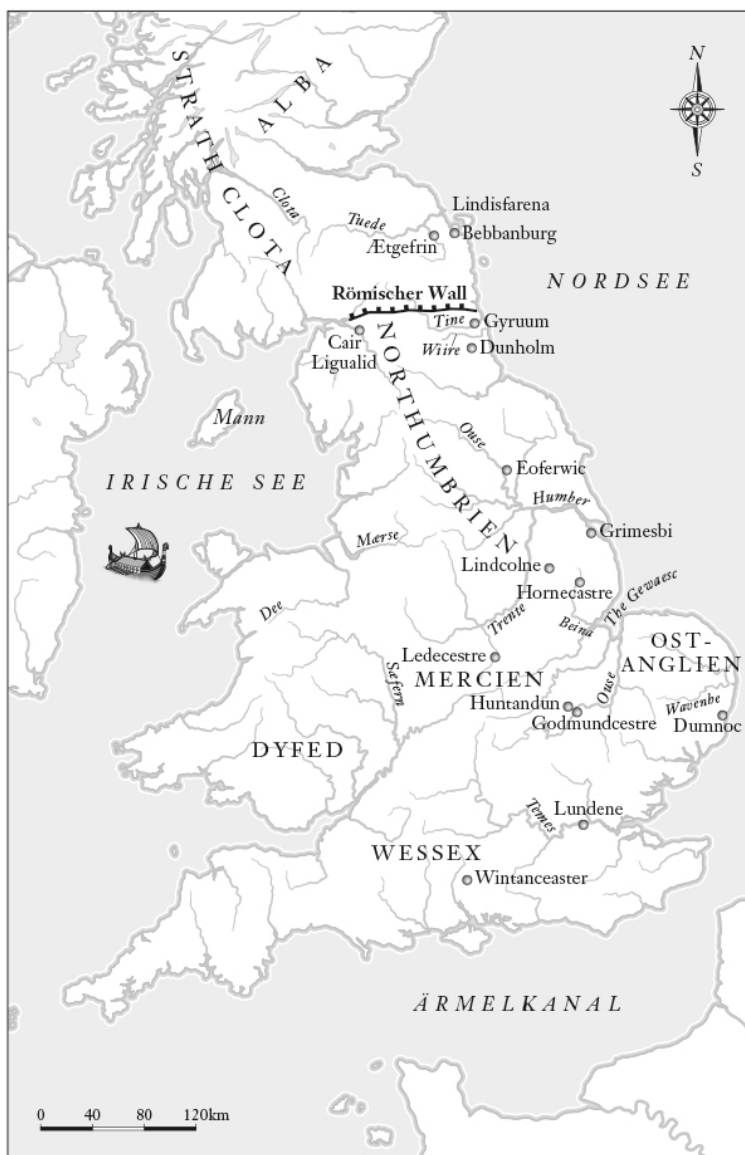 N
S
STRATH CLOTA
ALBA
Clota
Tuede
Lindisfarena
Bebbanburg
Ætgefrin
NORDSEE
Römischer Wall
Tine
Gyruum
Cair
Ligualid
Wiire
Dunholm
NORTHUMBRIEN
Mann
Ouse
Eoferwic
IRISCHE SEE
Humber
Grimesbi
Mærse
Lindcolne
Hornecastre
The Gewaesc
Dee
Trente
Beina
OST-
ANGLIEN
Ledecestre
Sæfern
MERCIEN
Ouse
Huntandun
Wavenhe
Godmundcestre
Dumnoc
DYFED
Lundene
Temes
WESSEX
Wintanceaster
ÄRMELKANAL
0 40 80 120km